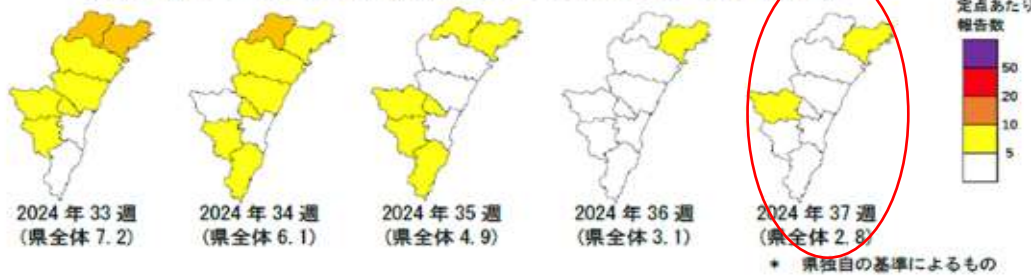 定点あたり
報告数
50
20
10
5
2024 年 33 週
(県全体 7.2)
2024 年 34 週
(県全体 6.1)
2024 年 35 週
(県全体 4.9)
2024 年 36 週
(県全体 3.1)
2024 年 37 週
(県全体 2.8)
* 県独自の基準によるもの